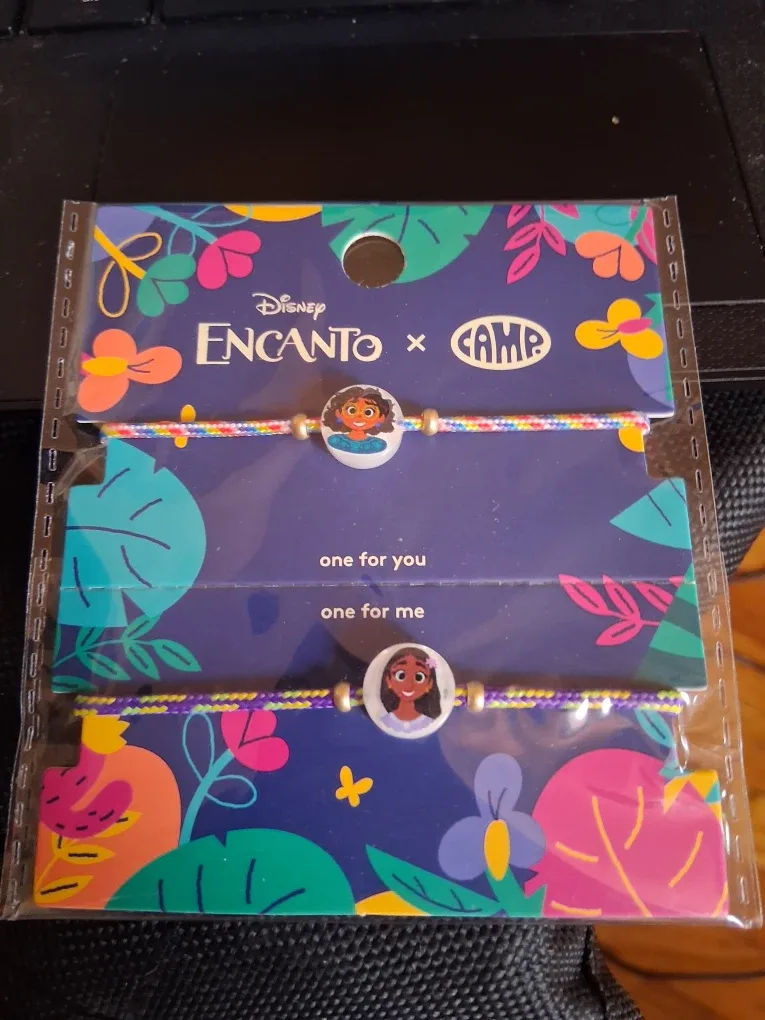 Disney
ENCANTO × CAMP.
one for you
one for me